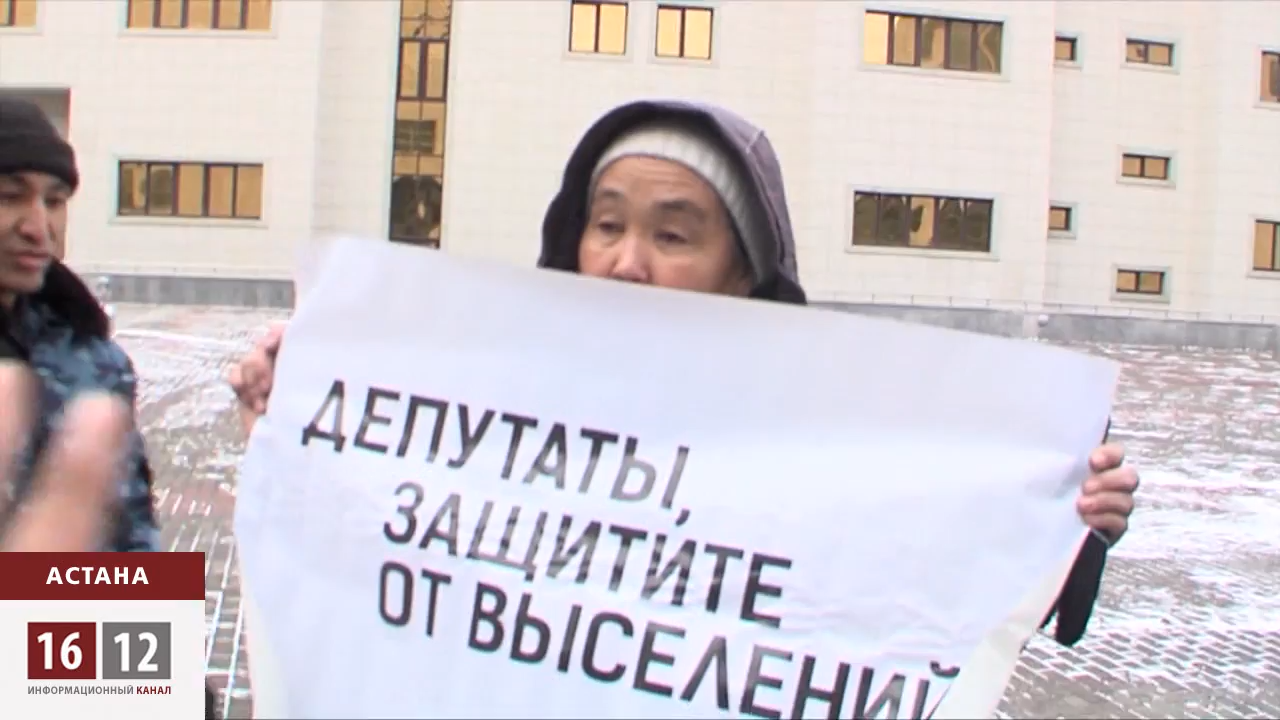 ДЕПУТАТЫ,
ЗАЩИТИТЕ
ОТ ВЫСЕЛЕНИЙ
АСТАНА
16 12
ИНФОРМАЦИОННЫЙ КАНАЛ